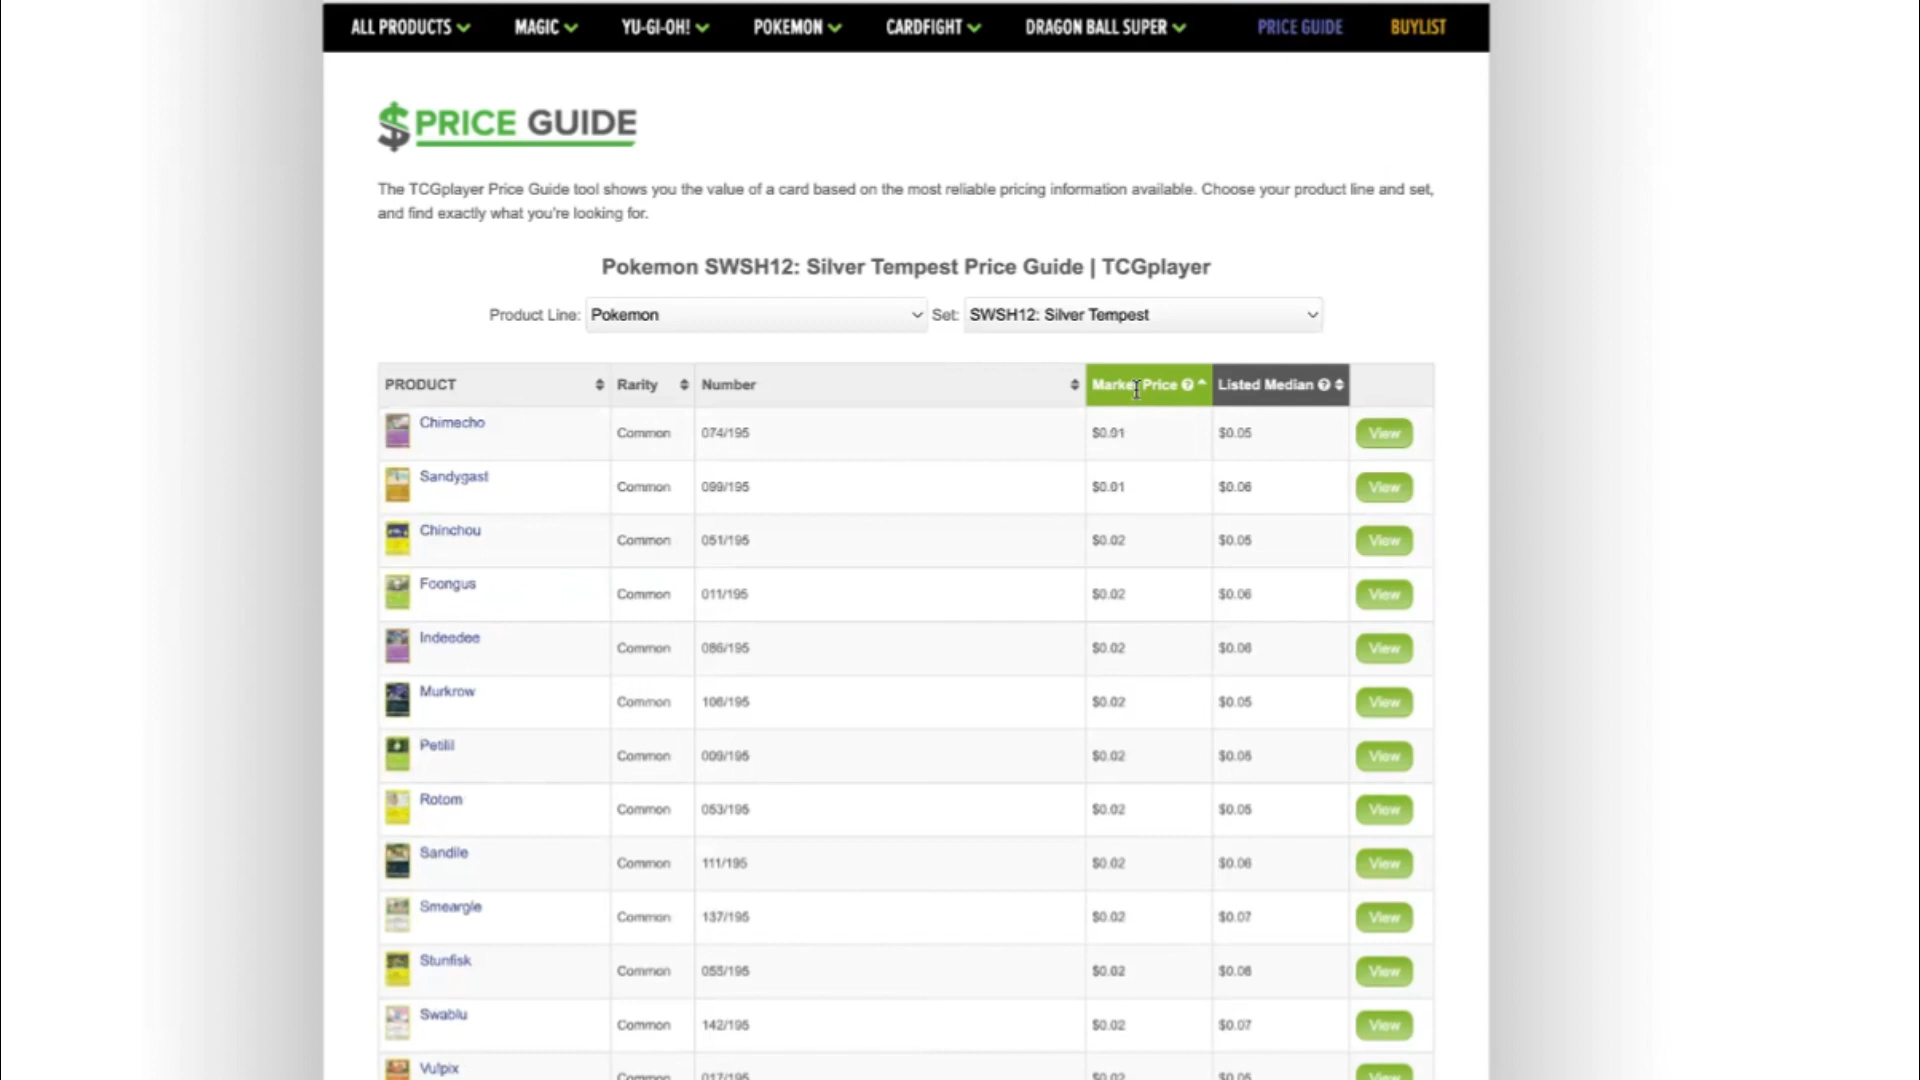 ALL PRODUCTS MAGIC YU-GI-OH! POKEMON CARDFIGHT DRAGON BALL SUPER PRICE GUIDE BUYLIST
$PRICE GUIDE
The TCGplayer Price Guide tool shows you the value of a card based on the most reliable pricing information available. Choose your product line and set,
and find exactly what you're looking for.
Pokemon SWSH12: Silver Tempest Price Guide | TCGplayer
Product Line: Pokemon Set: SWSH12: Silver Tempest
PRODUCT Rarity Number Market Price Listed Median
Chimecho Common 074/195 $0.01 $0.05 View
Sandygast Common 099/195 $0.01 $0.06 View
Chinchou Common 051/195 $0.02 $0.05 View
Foongus Common 011/195 $0.02 $0.06 View
Indeedee Common 086/195 $0.02 $0.06 View
Murkrow Common 106/195 $0.02 $0.05 View
Petilil Common 009/195 $0.02 View
Rotom Common 053/195 $0.02 $0.05 View
Sandile Common 111/195 $0.02 $0.06 View
Smeargle Common 137/195 $0.02 $0.07 View
Stunfisk Common 055/195 $0.02 View
Swablu Common 142/195 $0.02 $0.07 View
Vulpix Common 017/195 $0.02 $0.05 View